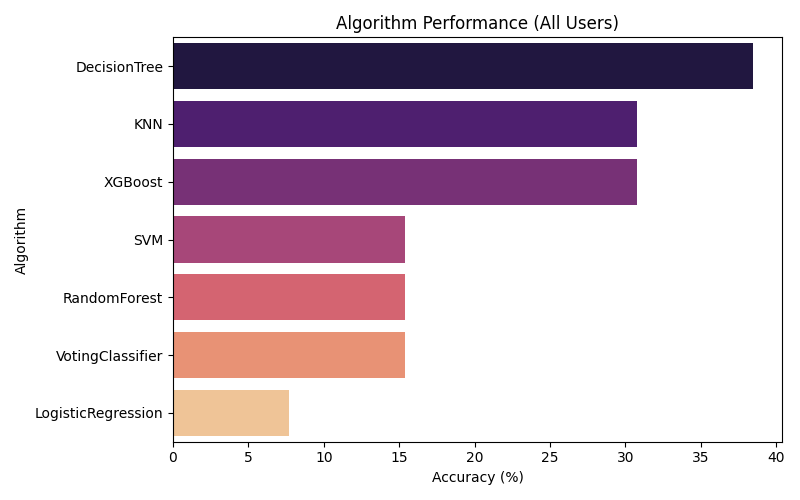 Algorithm Performance (All Users)
DecisionTree
KNN
XGBoost
SVM
RandomForest
VotingClassifier
LogisticRegression
Algorithm
0 5 10 15 20 25 30 35 40
Accuracy (%)